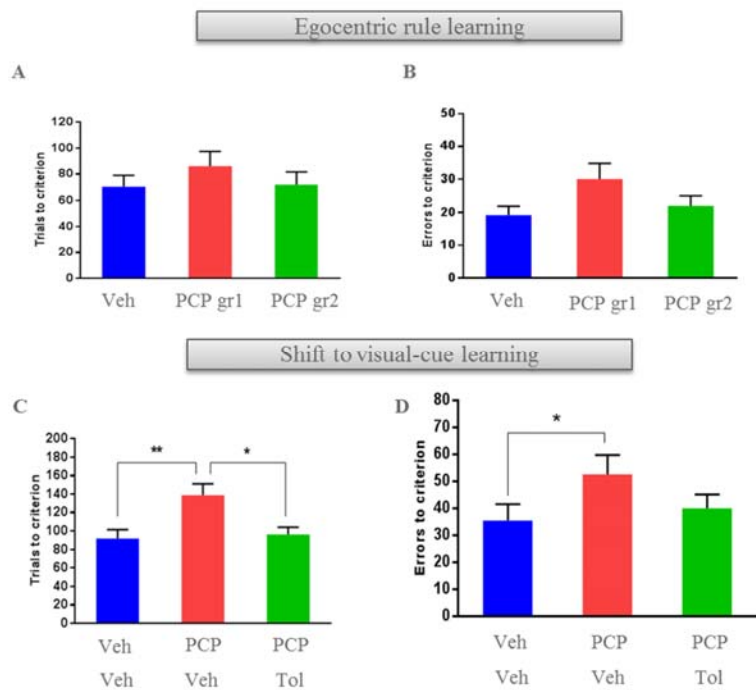 Egocentric rule learning
A
B
Trials to criterion
120
100
80
60
40
20
0
Veh PCP gr1 PCP gr2
Errors to criterion
50
40
30
20
10
0
Veh PCP gr1 PCP gr2
Shift to visual-cue learning
C
D
Trials to criterion
200
180
160
140
120
100
80
60
40
20
0
** *
Veh PCP PCP
Veh Veh Tol
Errors to criterion
80
70
60
50
40
30
20
10
0
*
Veh PCP PCP
Veh Veh Tol